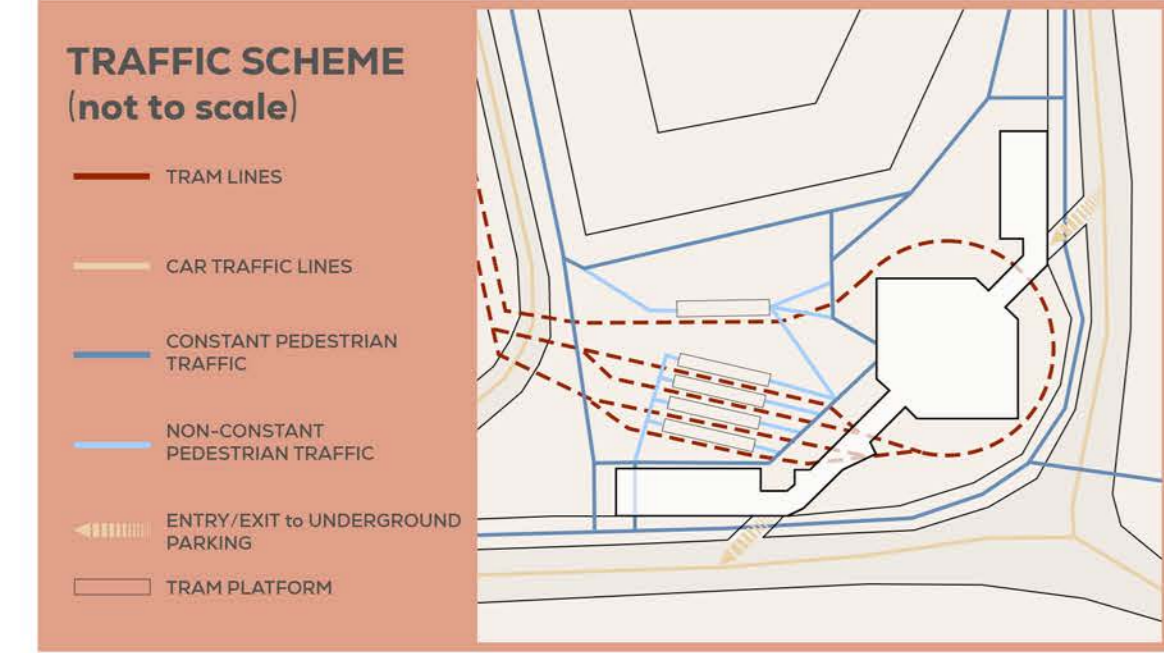 TRAFFIC SCHEME
(not to scale)
TRAM LINES
CAR TRAFFIC LINES
CONSTANT PEDESTRIAN
TRAFFIC
NON-CONSTANT
PEDESTRIAN TRAFFIC
ENTRY/EXIT to UNDERGROUND
PARKING
TRAM PLATFORM